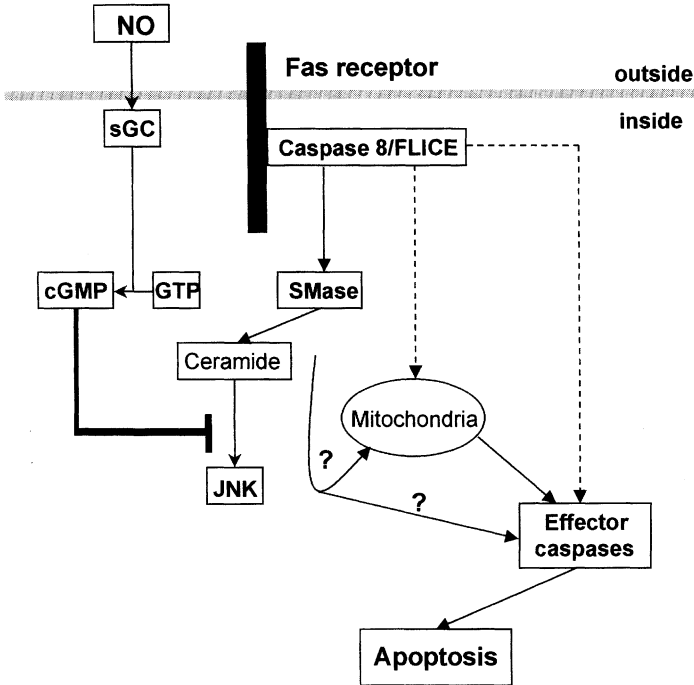 NO
Fas receptor
outside
sGC
inside
Caspase 8/FLICE
cGMP
GTP
SMase
Ceramide
Mitochondria
?
JNK
?
Effector
caspases
Apoptosis